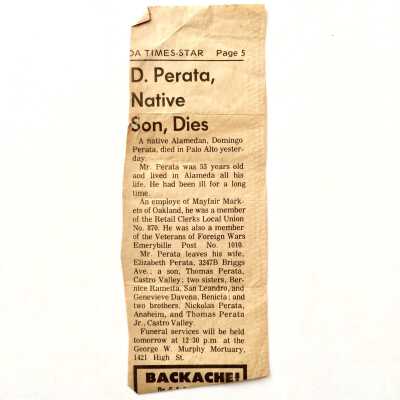 DA TIMES-STAR Page 5
D. Perata,
Native
Son, Dies
A native Alamedan, Domingo
Perata, died in Palo Alto yester-
day.
Mr. Perata was 55 years old
and lived in Alameda all his
life. He had been ill for a long
time.
An employe of Mayfair Mark-
ets of Oakland, he was a member
of the Retail Clerks Local Union
No. 870. He was also a member
of the Veterans of Foreign Wars
Emerybille Post No. 1010.
Mr. Perata leaves his wife,
Elizabeth Perata, 3247B Briggs
Ave.; a son, Thomas Perata,
Castro Valley; two sisters, Ber-
nice Rameita, San Leandro, and
Genevieve Davena, Benicia; and
two brothers, Nickolas Perata,
Anaheim, and Thomas Perata
Jr., Castro Valley.
Funeral services will be held
tomorrow at 12:30 p.m. at the
George W. Murphy Mortuary,
1421 High St.
BACKACHE!